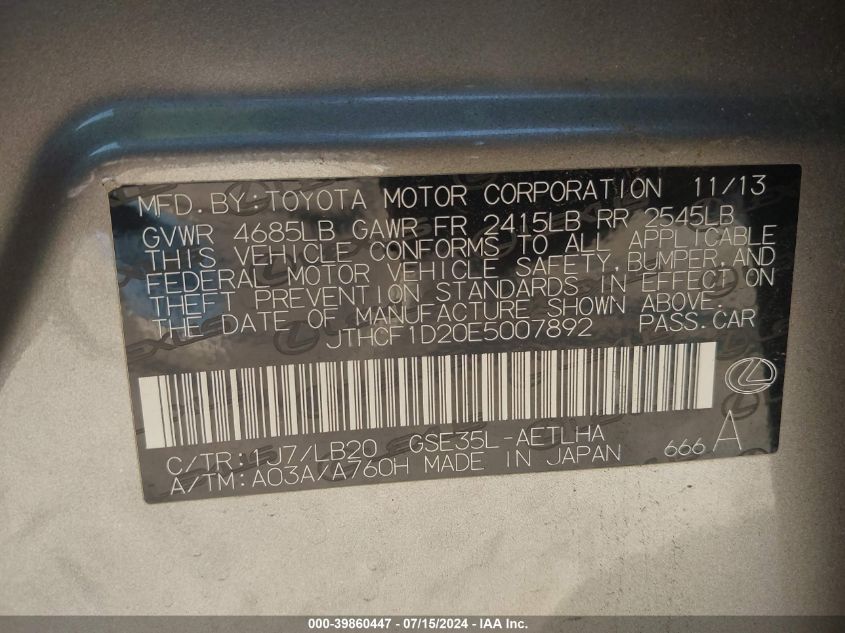 MFD.BY: TOYOTA MOTOR CORPORATION 11/13
GVWR 4685LB GAWR FR 2415LB RR 2545LB
THIS VEHICLE CONFORMS TO ALL APPLICABLE
FEDERAL MOTOR VEHICLE SAFETY, BUMPER, AND
THEFT PREVENTION STANDARDS IN EFFECT ON
THE DATE OF MANUFACTURE SHOWN ABOVE.
JTHCF1D20E5007892 PASS.CAR
C/TR:1J7/LB20 GSE35L-AETLHA
A/TM:A03A/A760H MADE IN JAPAN 666 A
000-39860447 - 07/15/2024 - IAA Inc.